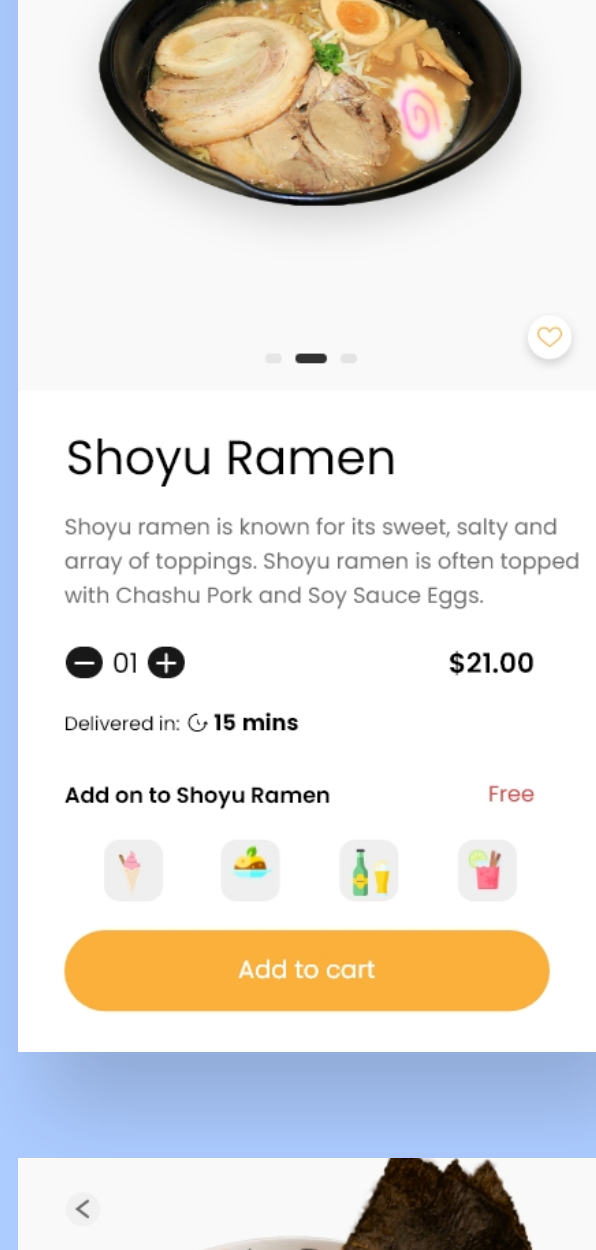 Shoyu Ramen
Shoyu ramen is known for its sweet, salty and
array of toppings. Shoyu ramen is often topped
with Chashu Pork and Soy Sauce Eggs.
01 $21.00
Delivered in: 15 mins
Add on to Shoyu Ramen Free
Add to cart